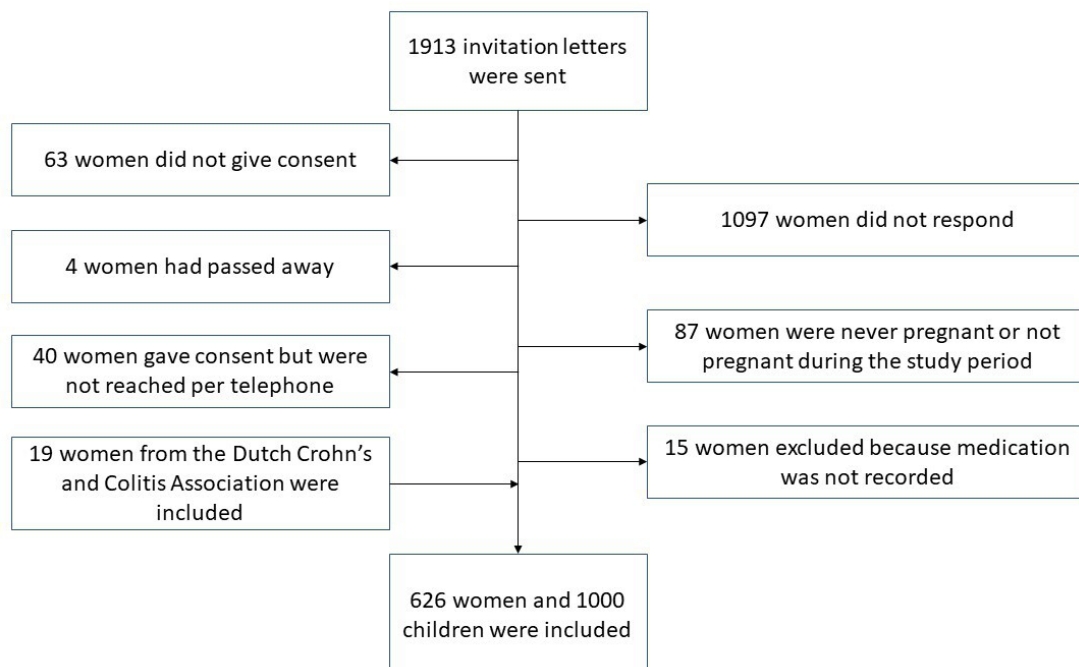 1913 invitation letters
were sent
63 women did not give consent
1097 women did not respond
4 women had passed away
87 women were never pregnant or not
pregnant during the study period
40 women gave consent but were
not reached per telephone
15 women excluded because medication
was not recorded
19 women from the Dutch Crohn’s
and Colitis Association were
included
626 women and 1000
children were included